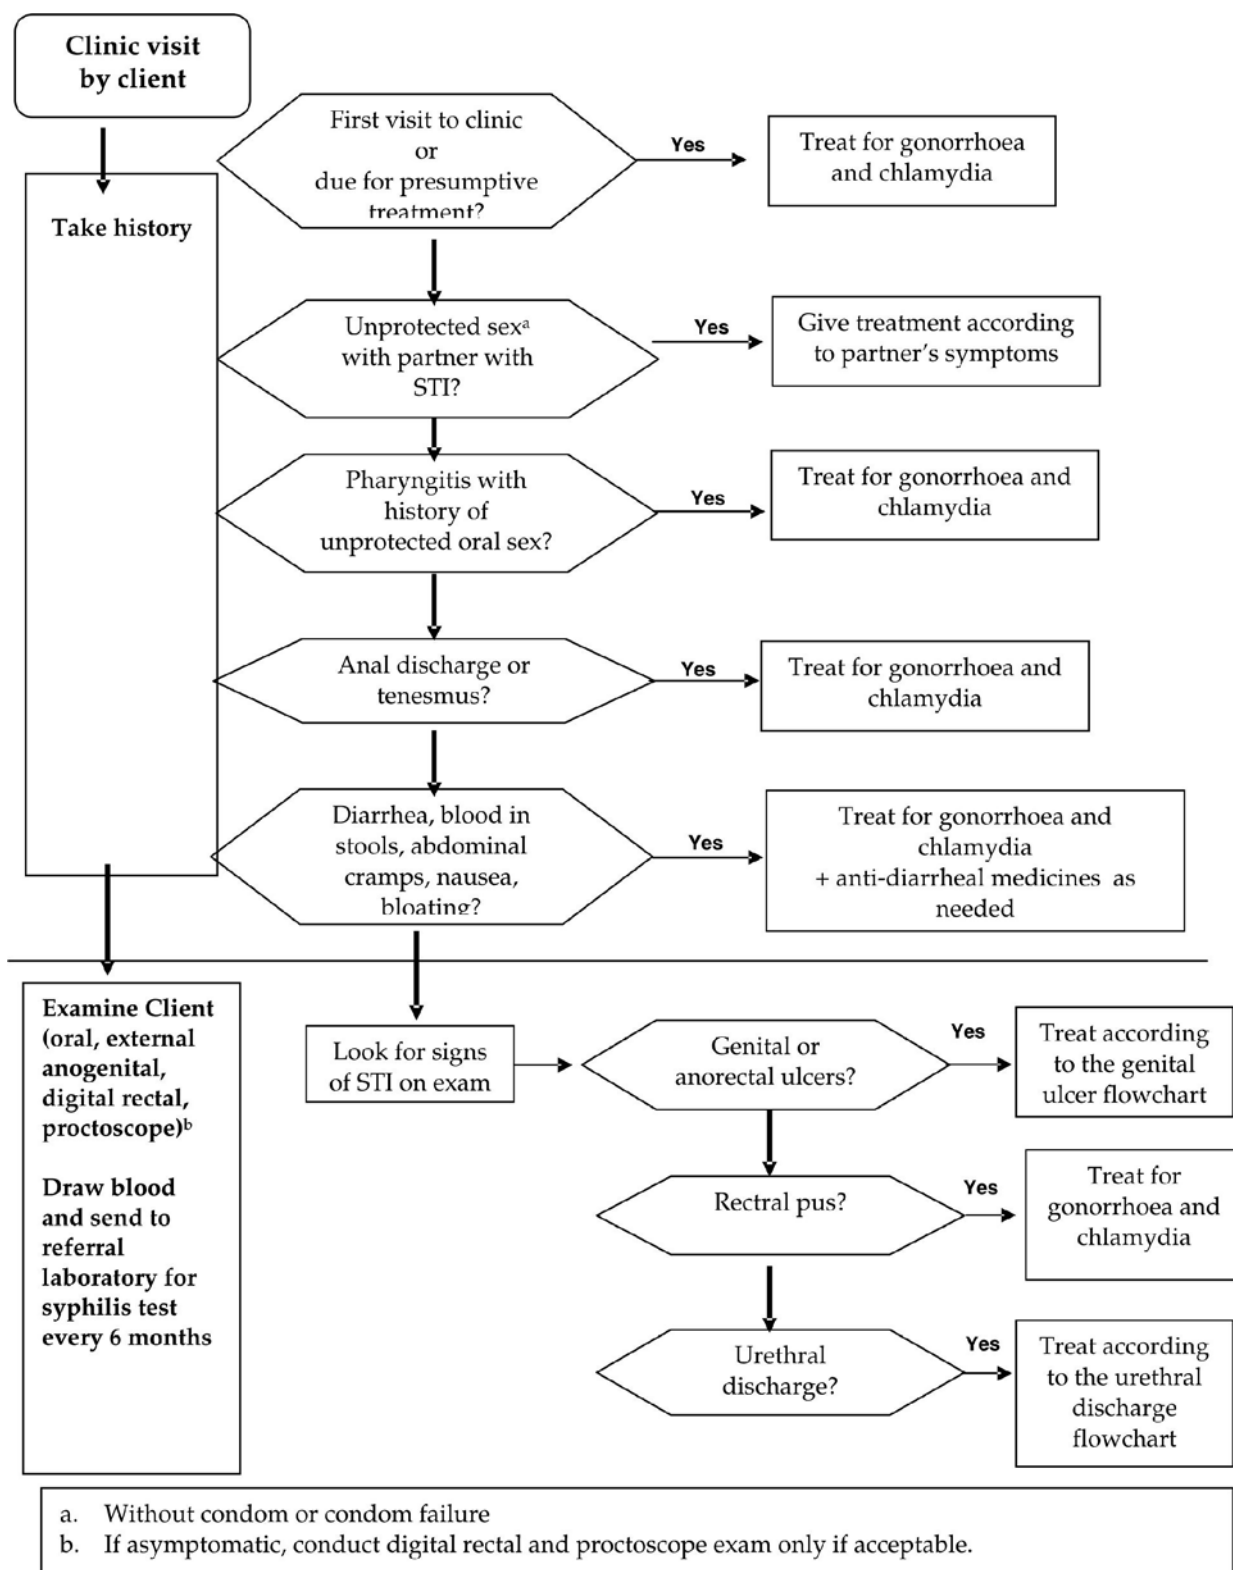 Clinic visit
by client
First visit to clinic
or
due for presumptive
treatment?
Yes
Treat for gonorrhoea
and chlamydia
Take history
Unprotected sexᵃ
with partner with
STI?
Yes
Give treatment according
to partner's symptoms
Pharyngitis with
history of
unprotected oral sex?
Yes
Treat for gonorrhoea and
chlamydia
Anal discharge or
tenesmus?
Yes
Treat for gonorrhoea and
chlamydia
Diarrhea, blood in
stools, abdominal
cramps, nausea,
bloating?
Yes
Treat for gonorrhoea and
chlamydia
+ anti-diarrheal medicines as
needed
Examine Client
(oral, external
anogenital,
digital rectal,
proctoscope)ᵇ
Draw blood
and send to
referral
laboratory for
syphilis test
every 6 months
Look for signs
of STI on exam
Genital or
anorectal ulcers?
Yes
Treat according
to the genital
ulcer flowchart
Rectral pus?
Yes
Treat for
gonorrhoea and
chlamydia
Urethral
discharge?
Yes
Treat according
to the urethral
discharge
flowchart
a. Without condom or condom failure
b. If asymptomatic, conduct digital rectal and proctoscope exam only if acceptable.